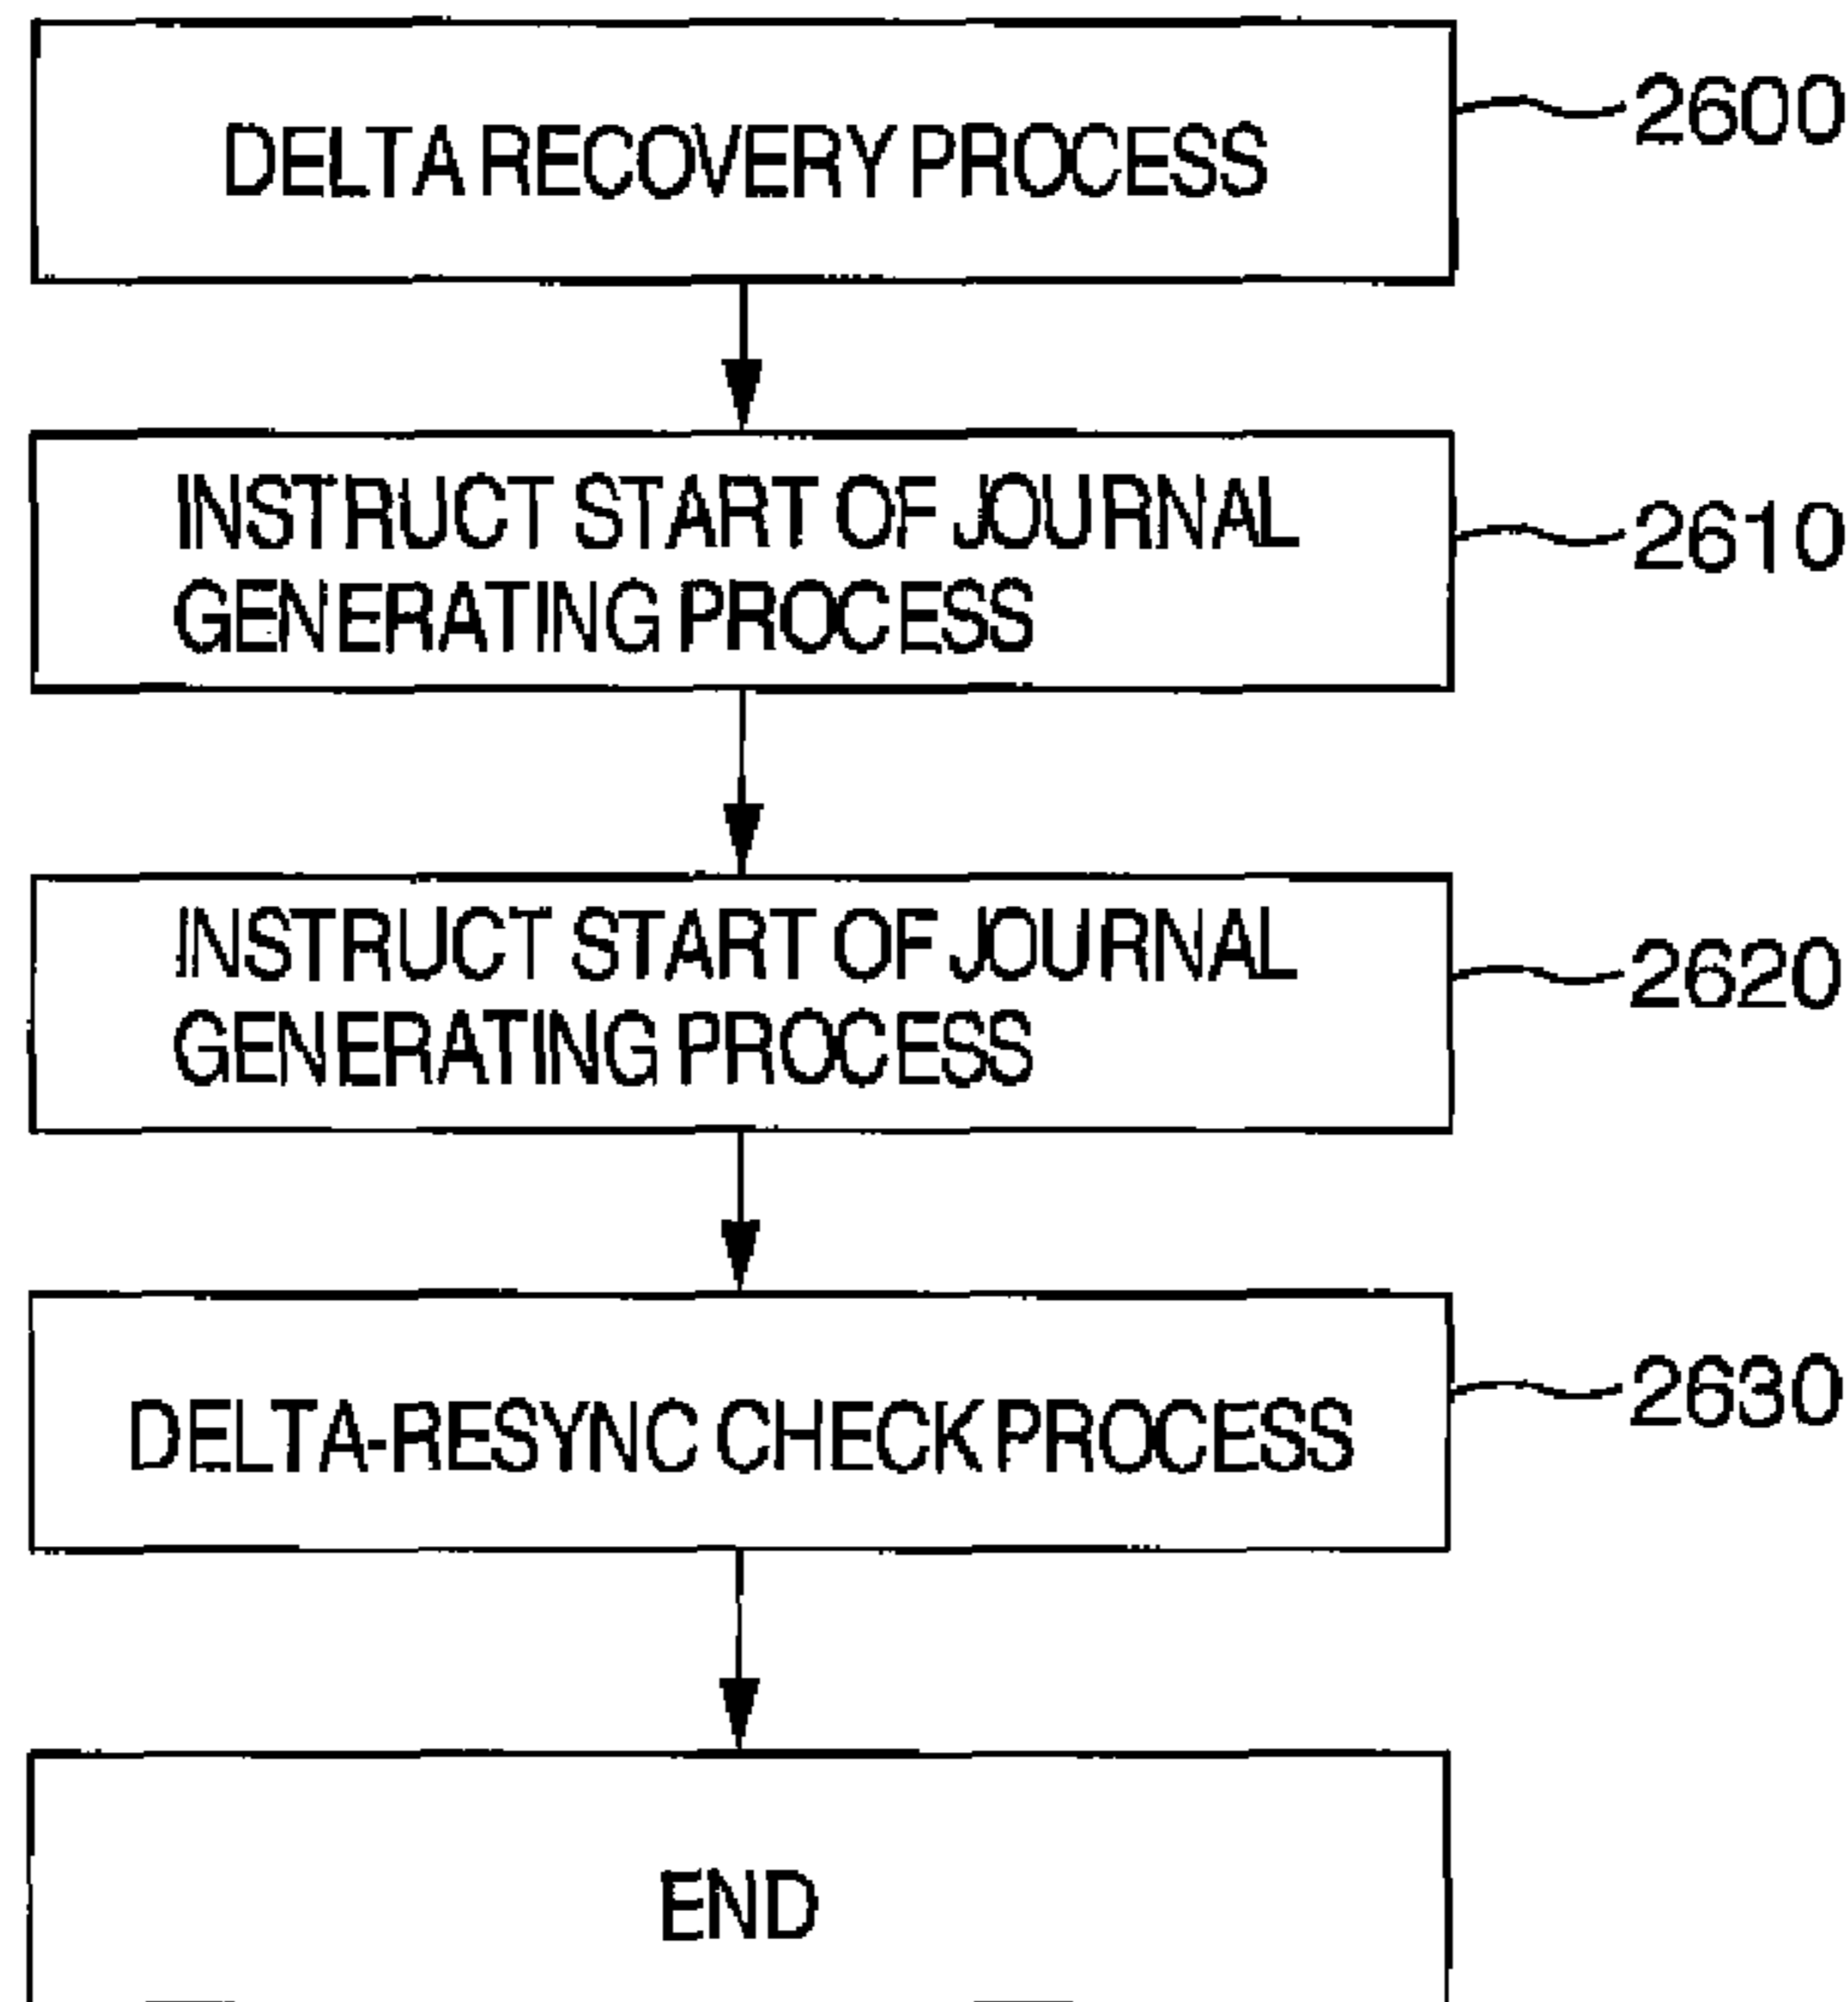 DELTA RECOVERY PROCESS
2600
INSTRUCT START OF JOURNAL
GENERATING PROCESS
2610
INSTRUCT START OF JOURNAL
GENERATING PROCESS
2620
DELTA-RESYNC CHECK PROCESS
2630
END